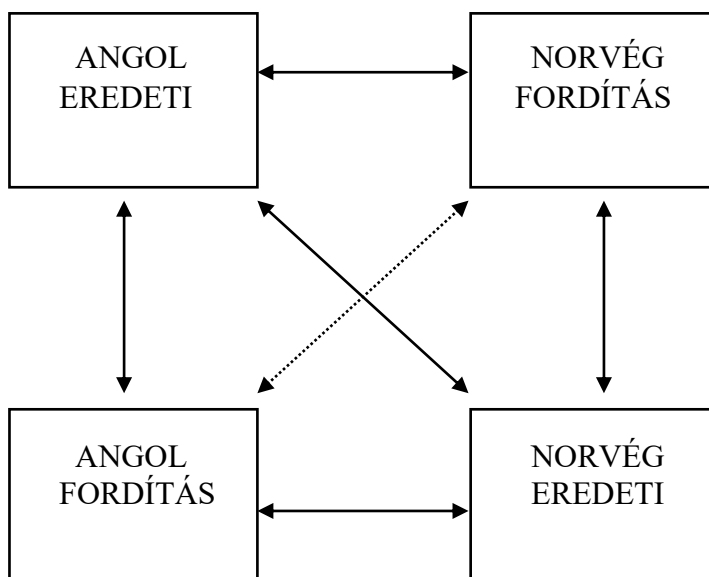 ANGOL
EREDETI
NORVÉG
FORDÍTÁS
ANGOL
FORDÍTÁS
NORVÉG
EREDETI